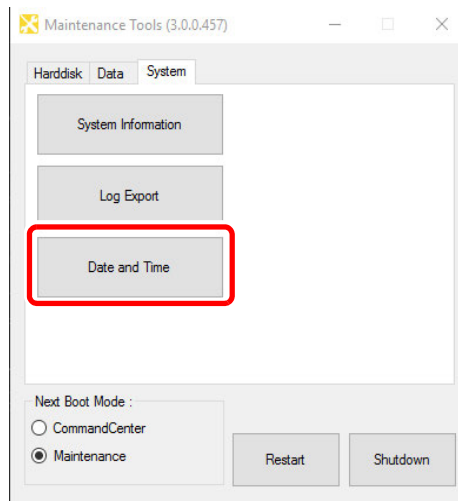 Maintenance Tools (3.0.0.457)
Harddisk Data System
System Information
Log Export
Date and Time
Next Boot Mode :
CommandCenter
Maintenance
Restart
Shutdown